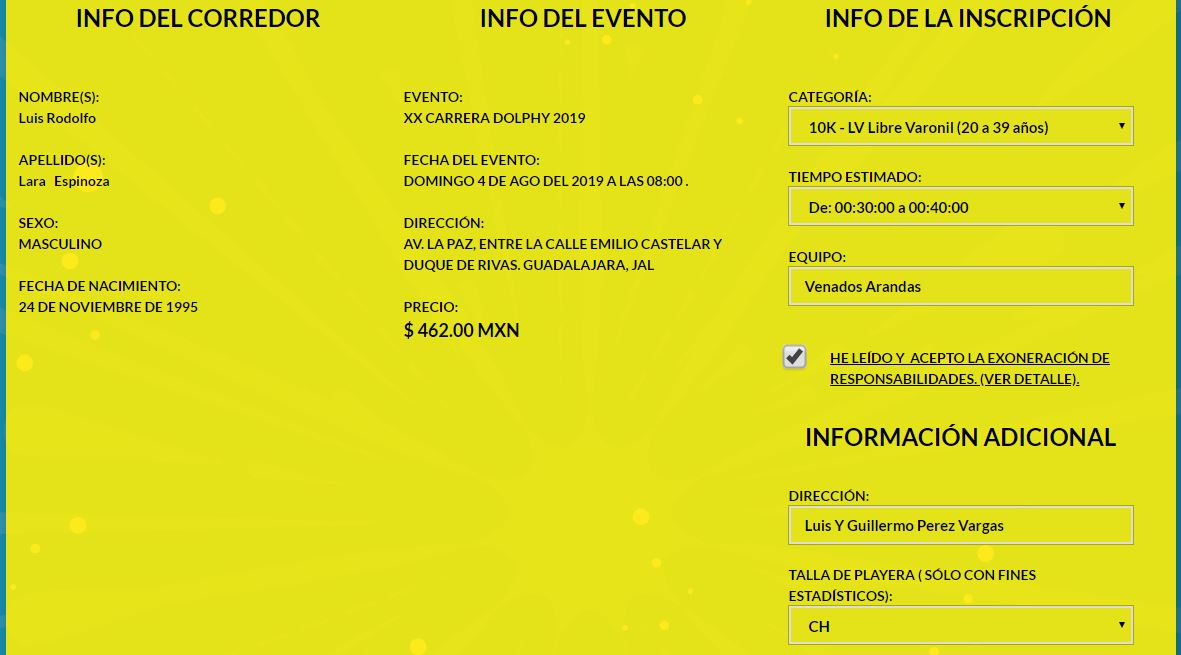 INFO DEL CORREDOR
NOMBRE(S):
Luis Rodolfo
APELLIDO(S):
Lara Espinoza
SEXO:
MASCULINO
FECHA DE NACIMIENTO:
24 DE NOVIEMBRE DE 1995
INFO DEL EVENTO
EVENTO:
XX CARRERA DOLPHY 2019
FECHA DEL EVENTO:
DOMINGO 4 DE AGO DEL 2019 A LAS 08:00 .
DIRECCIÓN:
AV. LA PAZ, ENTRE LA CALLE EMILIO CASTELAR Y
DUQUE DE RIVAS. GUADALAJARA, JAL
PRECIO:
$ 462.00 MXN
INFO DE LA INSCRIPCIÓN
CATEGORÍA:
10K - LV Libre Varonil (20 a 39 años)
TIEMPO ESTIMADO:
De: 00:30:00 a 00:40:00
EQUIPO:
Venados Arandas
HE LEÍDO Y ACEPTO LA EXONERACIÓN DE
RESPONSABILIDADES. (VER DETALLE).
INFORMACIÓN ADICIONAL
DIRECCIÓN:
Luis Y Guillermo Perez Vargas
TALLA DE PLAYERA ( SÓLO CON FINES
ESTADÍSTICOS):
CH